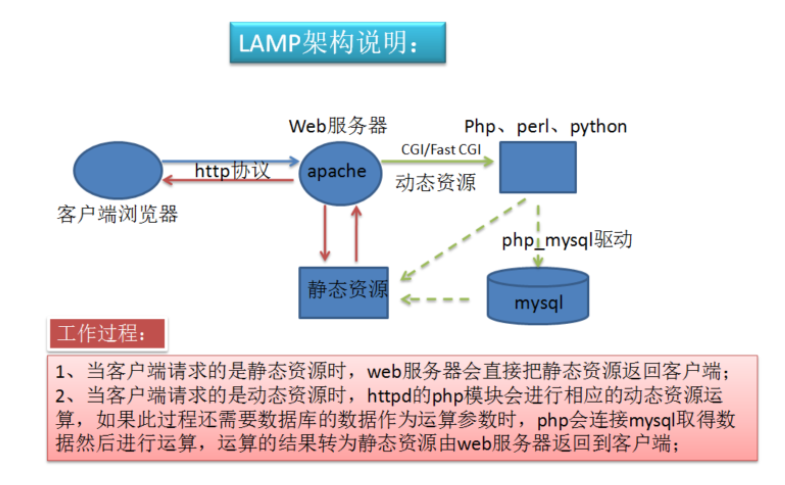 LAMP架构说明：
Web服务器
Php、perl、python
CGI/Fast CGI
http协议
apache
动态资源
客户端浏览器
php_mysql驱动
静态资源
mysql
工作过程：
1、当客户端请求的是静态资源时，web服务器会直接把静态资源返回客户端；
2、当客户端请求的是动态资源时，httpd的php模块会进行相应的动态资源运
算，如果此过程还需要数据库的数据作为运算参数时，php会连接mysql取得数
据然后进行运算，运算的结果转为静态资源由web服务器返回到客户端；